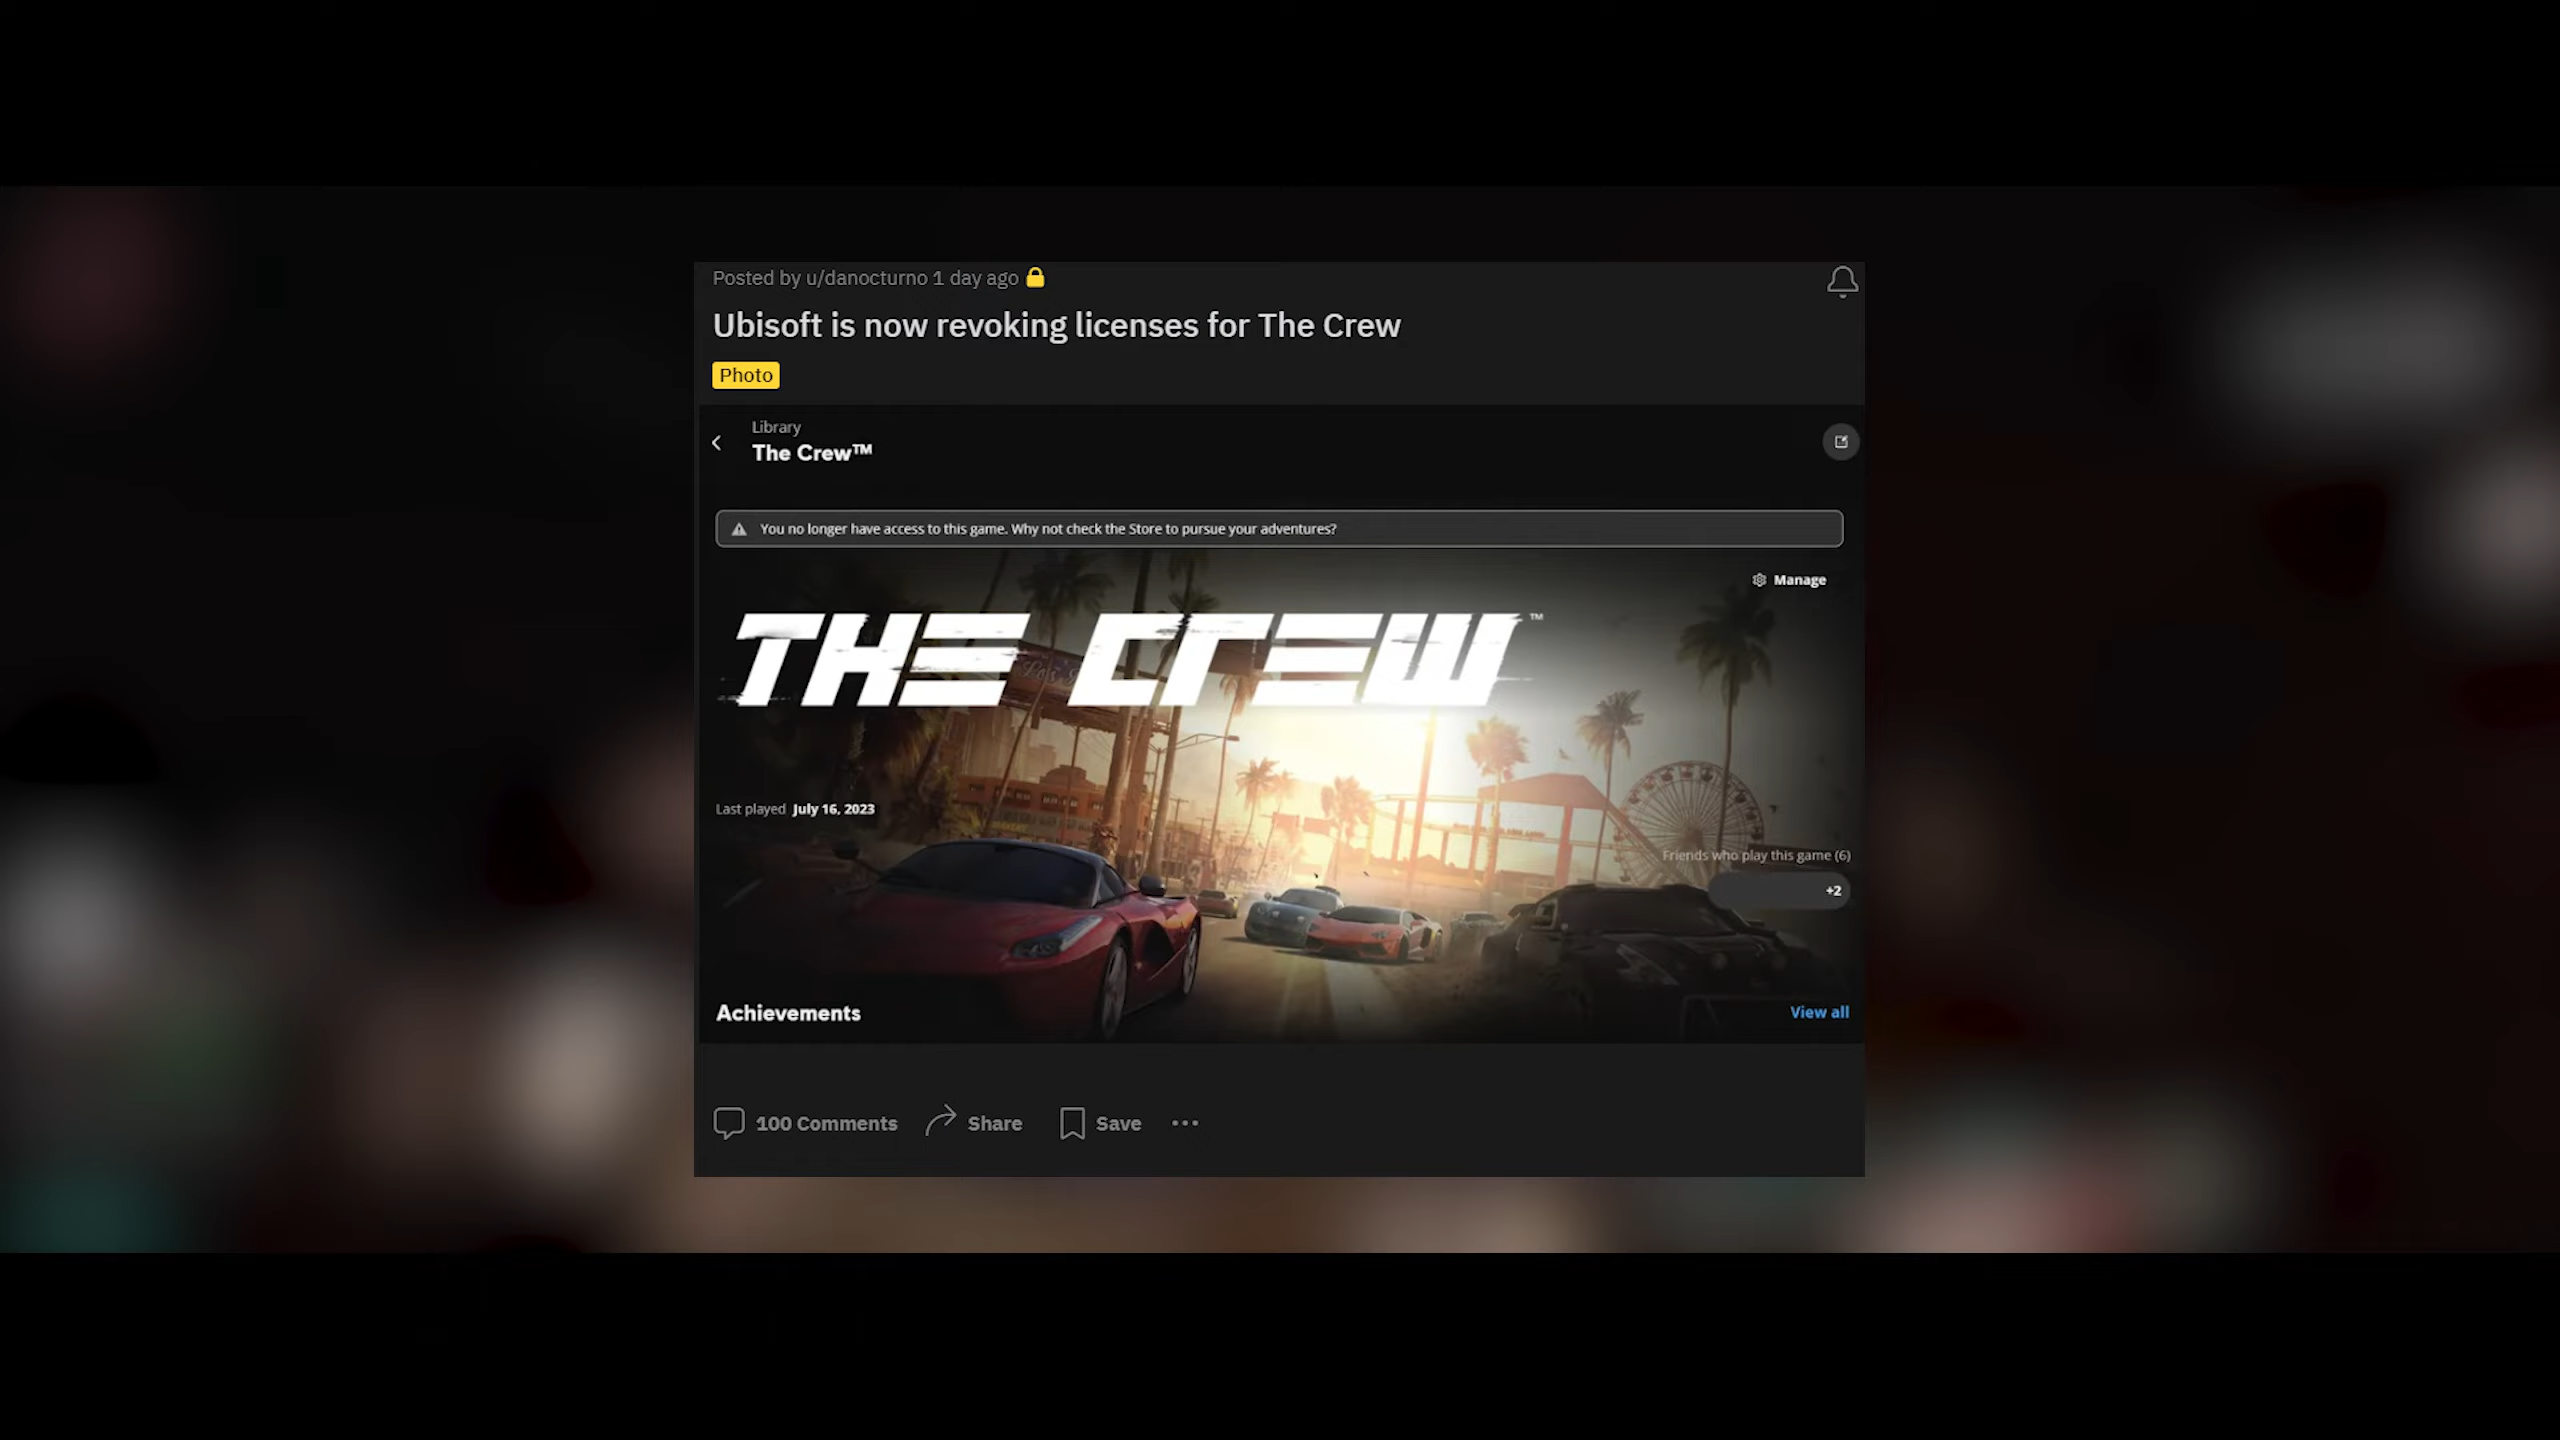 Posted by u/danocturno 1 day ago
Ubisoft is now revoking licenses for The Crew
Photo
Library
The Crew™
You no longer have access to this game. Why not check the Store to pursue your adventures?
Manage
THE CREW™
Last played July 16, 2023
Friends who play this game (6)
+2
Achievements
View all
100 Comments Share Save